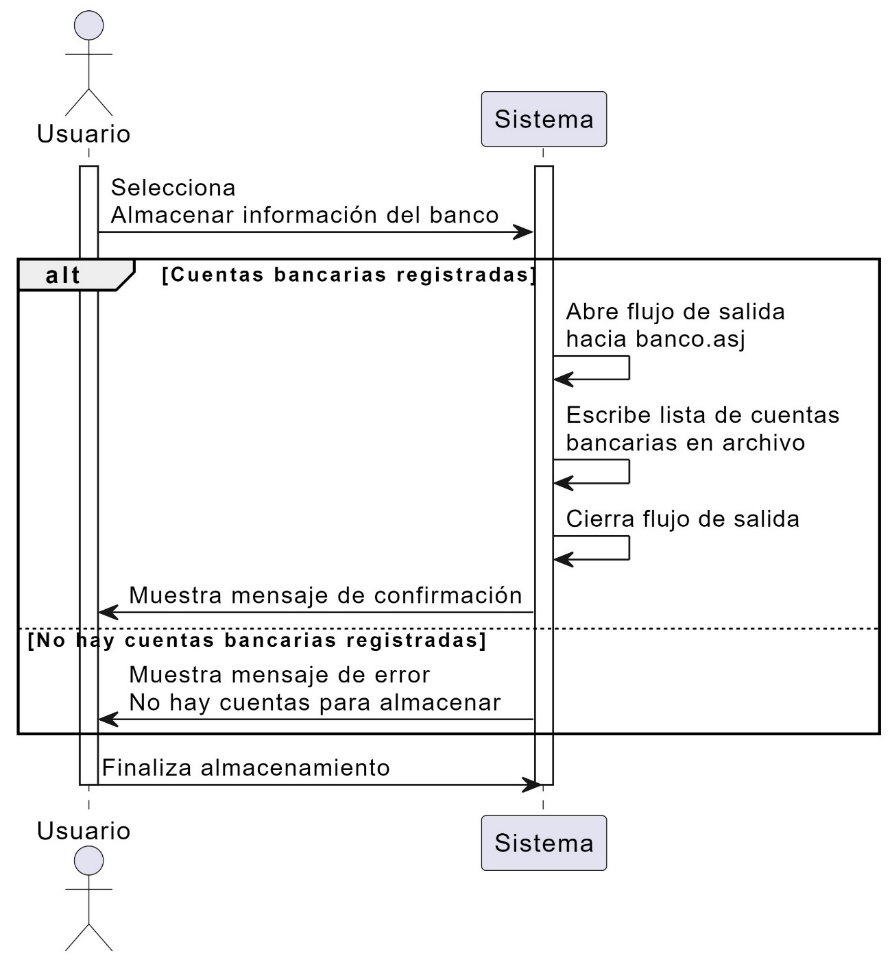 Usuario
Sistema
Selecciona
Almacenar información del banco
alt
[Cuentas bancarias registradas]
Abre flujo de salida
hacia banco.asj
Escribe lista de cuentas
bancarias en archivo
Cierra flujo de salida
Muestra mensaje de confirmación
[No hay cuentas bancarias registradas]
Muestra mensaje de error
No hay cuentas para almacenar
Finaliza almacenamiento
Usuario
Sistema